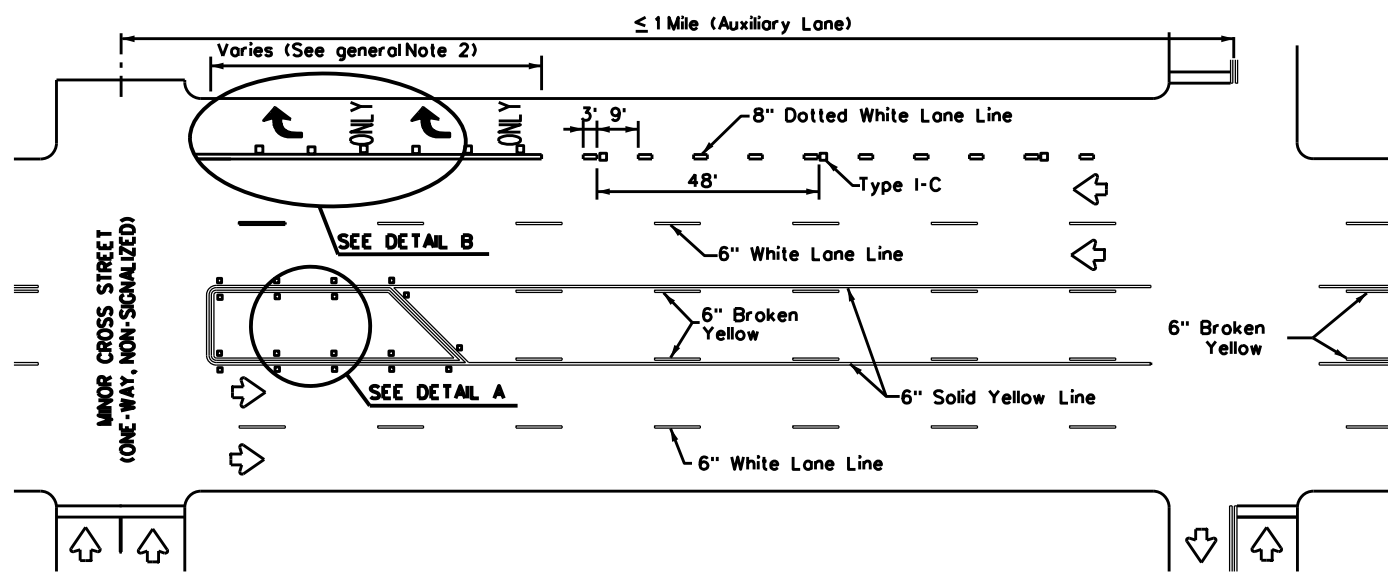 ≤ 1 Mile (Auxiliary Lane)
Varies (See general Note 2)
ONLY
ONLY
3' 9'
8" Dotted White Lane Line
48'
Type I-C
SEE DETAIL B
6" White Lane Line
MINOR CROSS STREET
(ONE-WAY, NON-SIGNALIZED)
6" Broken
Yellow
6" Broken
Yellow
SEE DETAIL A
6" Solid Yellow Line
6" White Lane Line